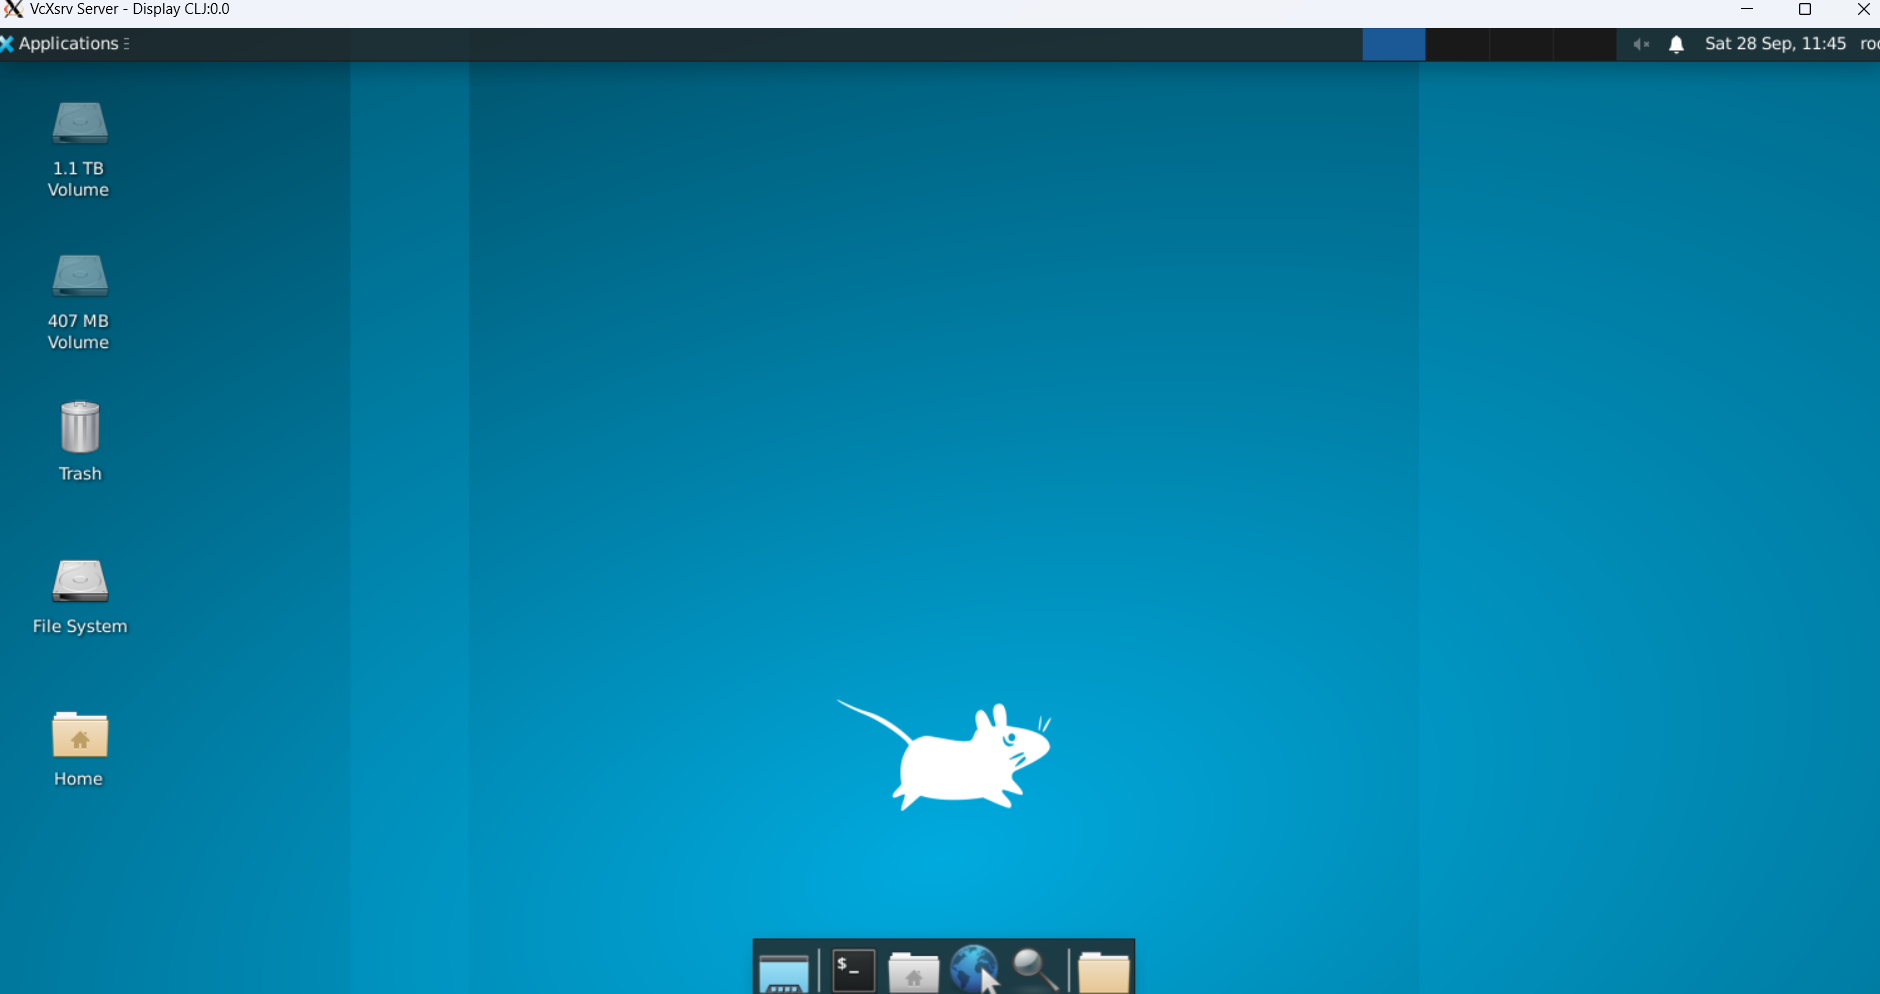 VcXsrv Server - Display CLJ:0.0
Applications
Sat 28 Sep, 11:45
1.1 TB
Volume
407 MB
Volume
Trash
File System
Home
$_